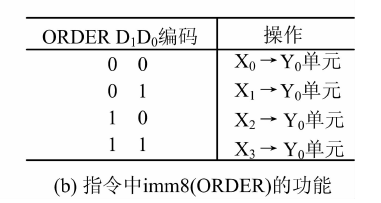 ORDER D₁D₀编码 操作
0 0 X₀→Y₀单元
0 1 X₁→Y₀单元
1 0 X₂→Y₀单元
1 1 X₃→Y₀单元
(b) 指令中imm8(ORDER)的功能